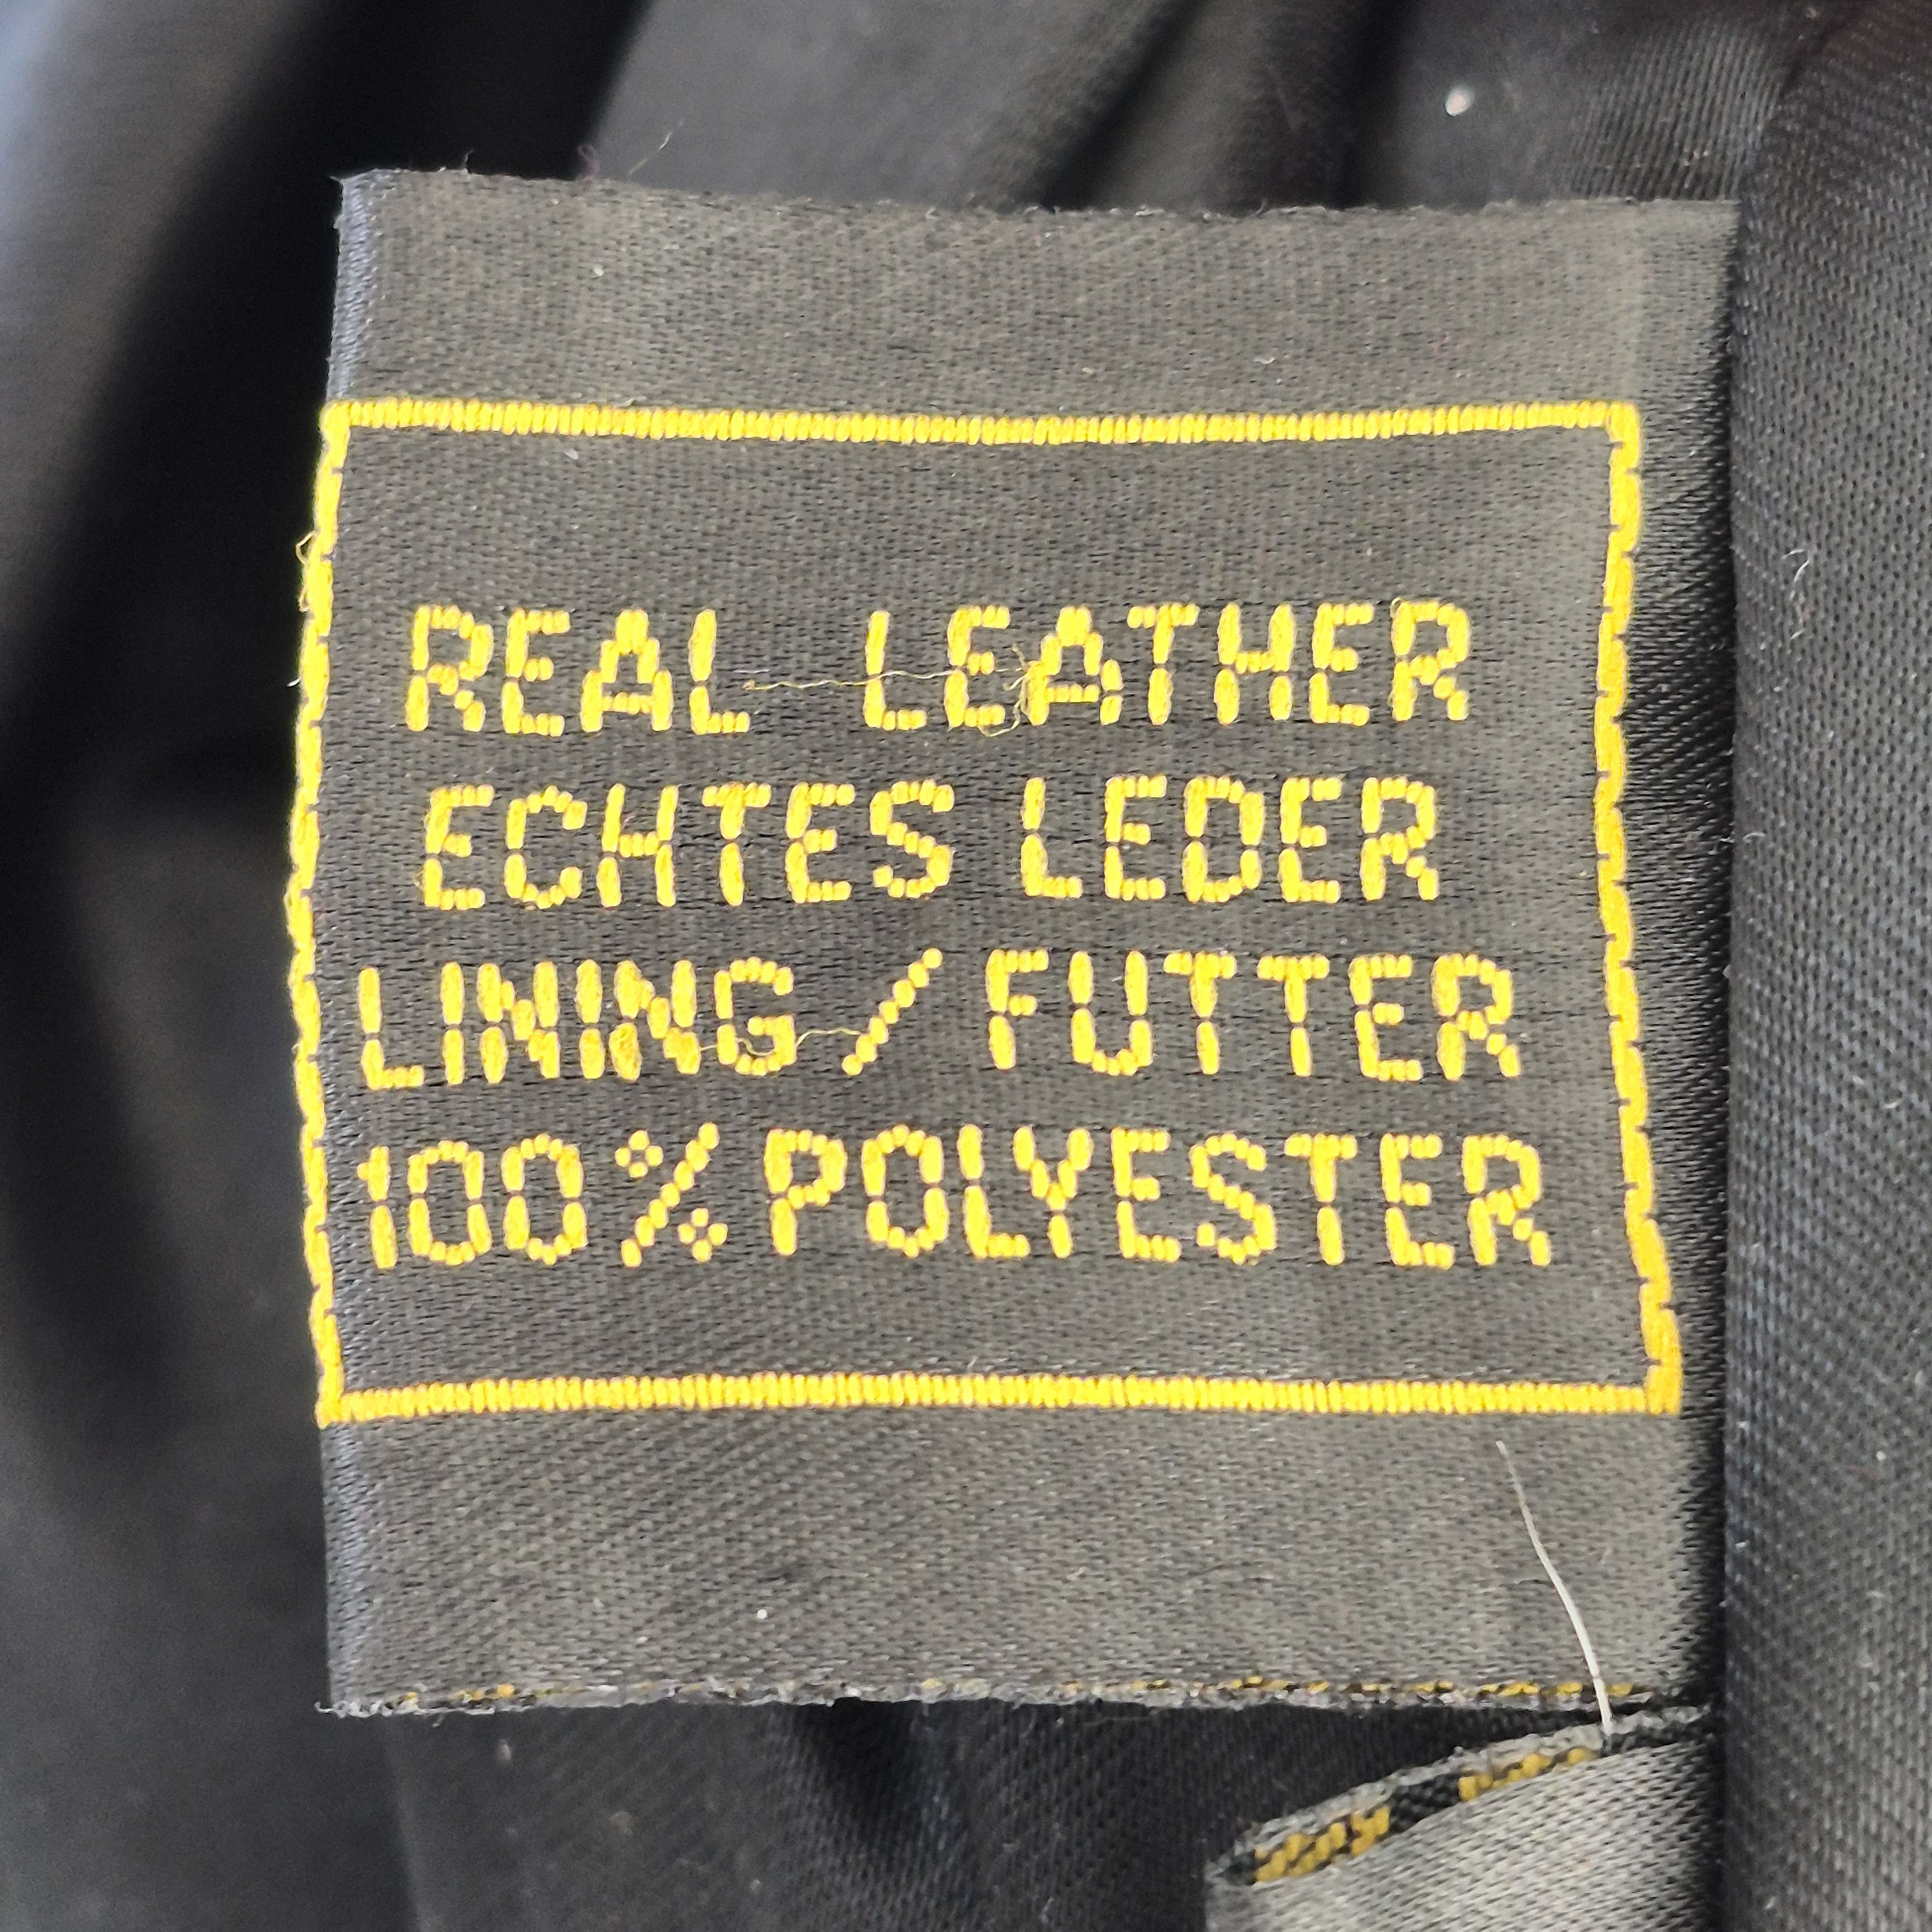 REAL LEATHER
ECHTES LEDER
LINING / FUTTER
100% POLYESTER